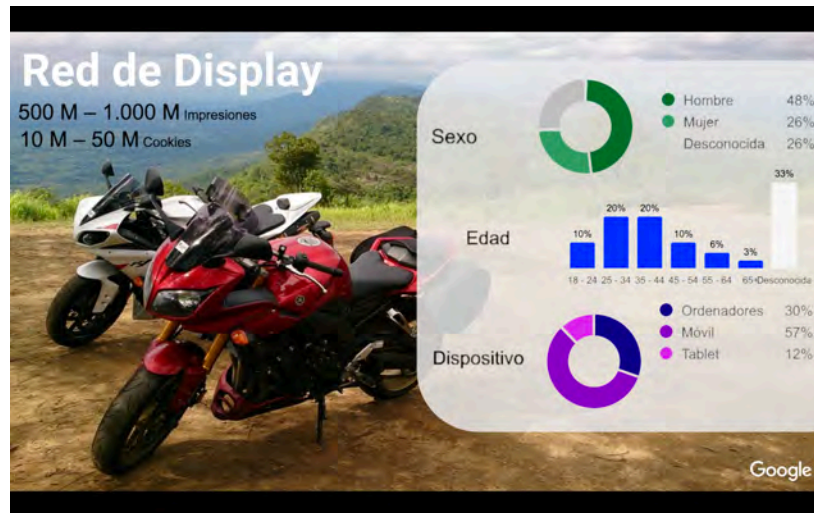 Red de Display
500 M – 1.000 M Impresiones
10 M – 50 M Cookies
Sexo
Hombre 48%
Mujer 26%
Desconocida 26%
Edad
10% 20% 20% 10% 6% 3% 33%
18 - 24 25 - 34 35 - 44 45 - 54 55 - 64 65+ Desconocida
Dispositivo
Ordenadores 30%
Móvil 57%
Tablet 12%
Google